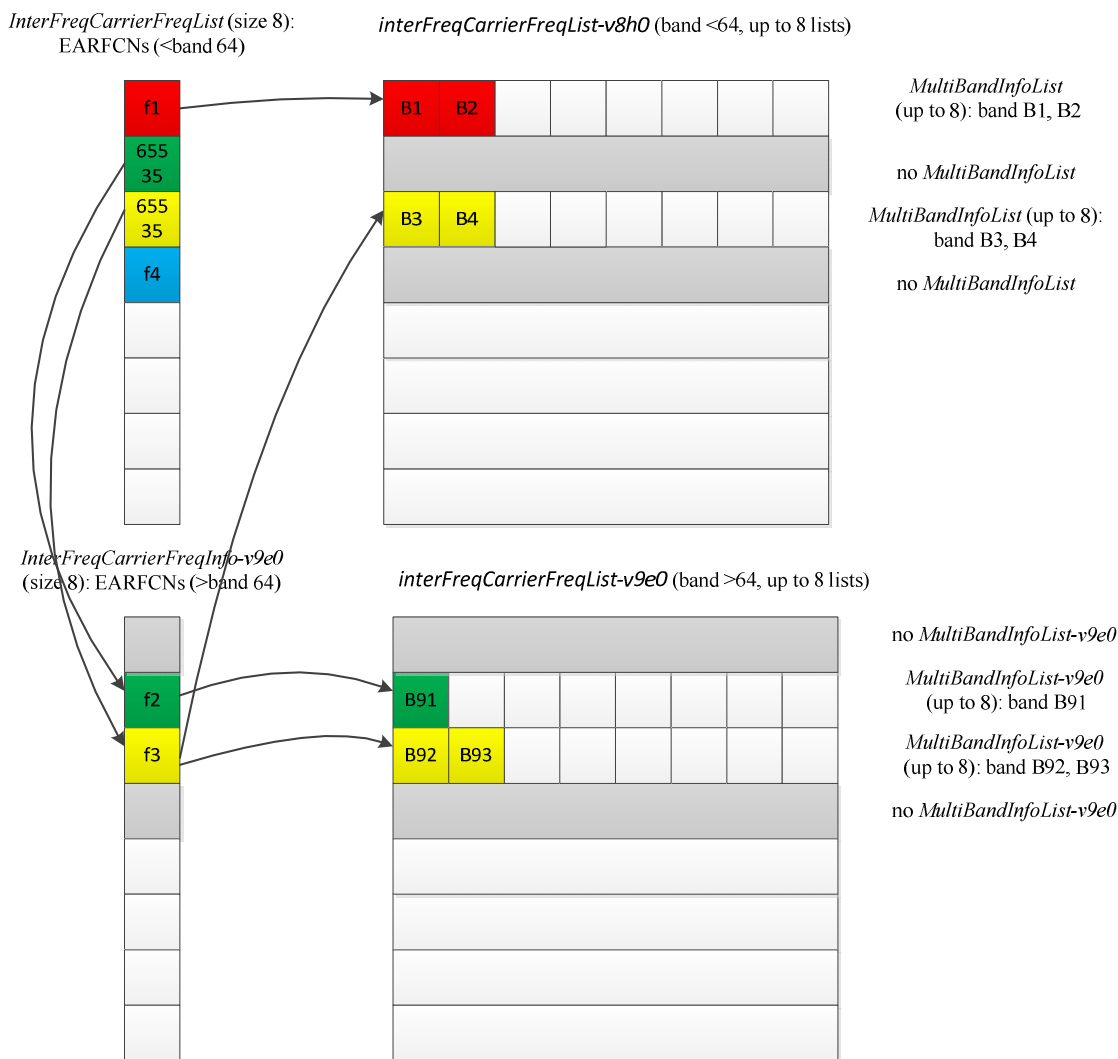 InterFreqCarrierFreqList (size 8):
EARFCNs (<band 64)
interFreqCarrierFreqList-v8h0 (band <64, up to 8 lists)
f1
B1 B2
MultiBandInfoList
(up to 8): band B1, B2
655
35
no MultiBandInfoList
655
35
B3 B4
MultiBandInfoList (up to 8):
band B3, B4
f4
no MultiBandInfoList
InterFreqCarrierFreqInfo-v9e0
(size 8): EARFCNs (>band 64)
interFreqCarrierFreqList-v9e0 (band >64, up to 8 lists)
no MultiBandInfoList-v9e0
f2
B91
MultiBandInfoList-v9e0
(up to 8): band B91
f3
B92 B93
MultiBandInfoList-v9e0
(up to 8): band B92, B93
no MultiBandInfoList-v9e0